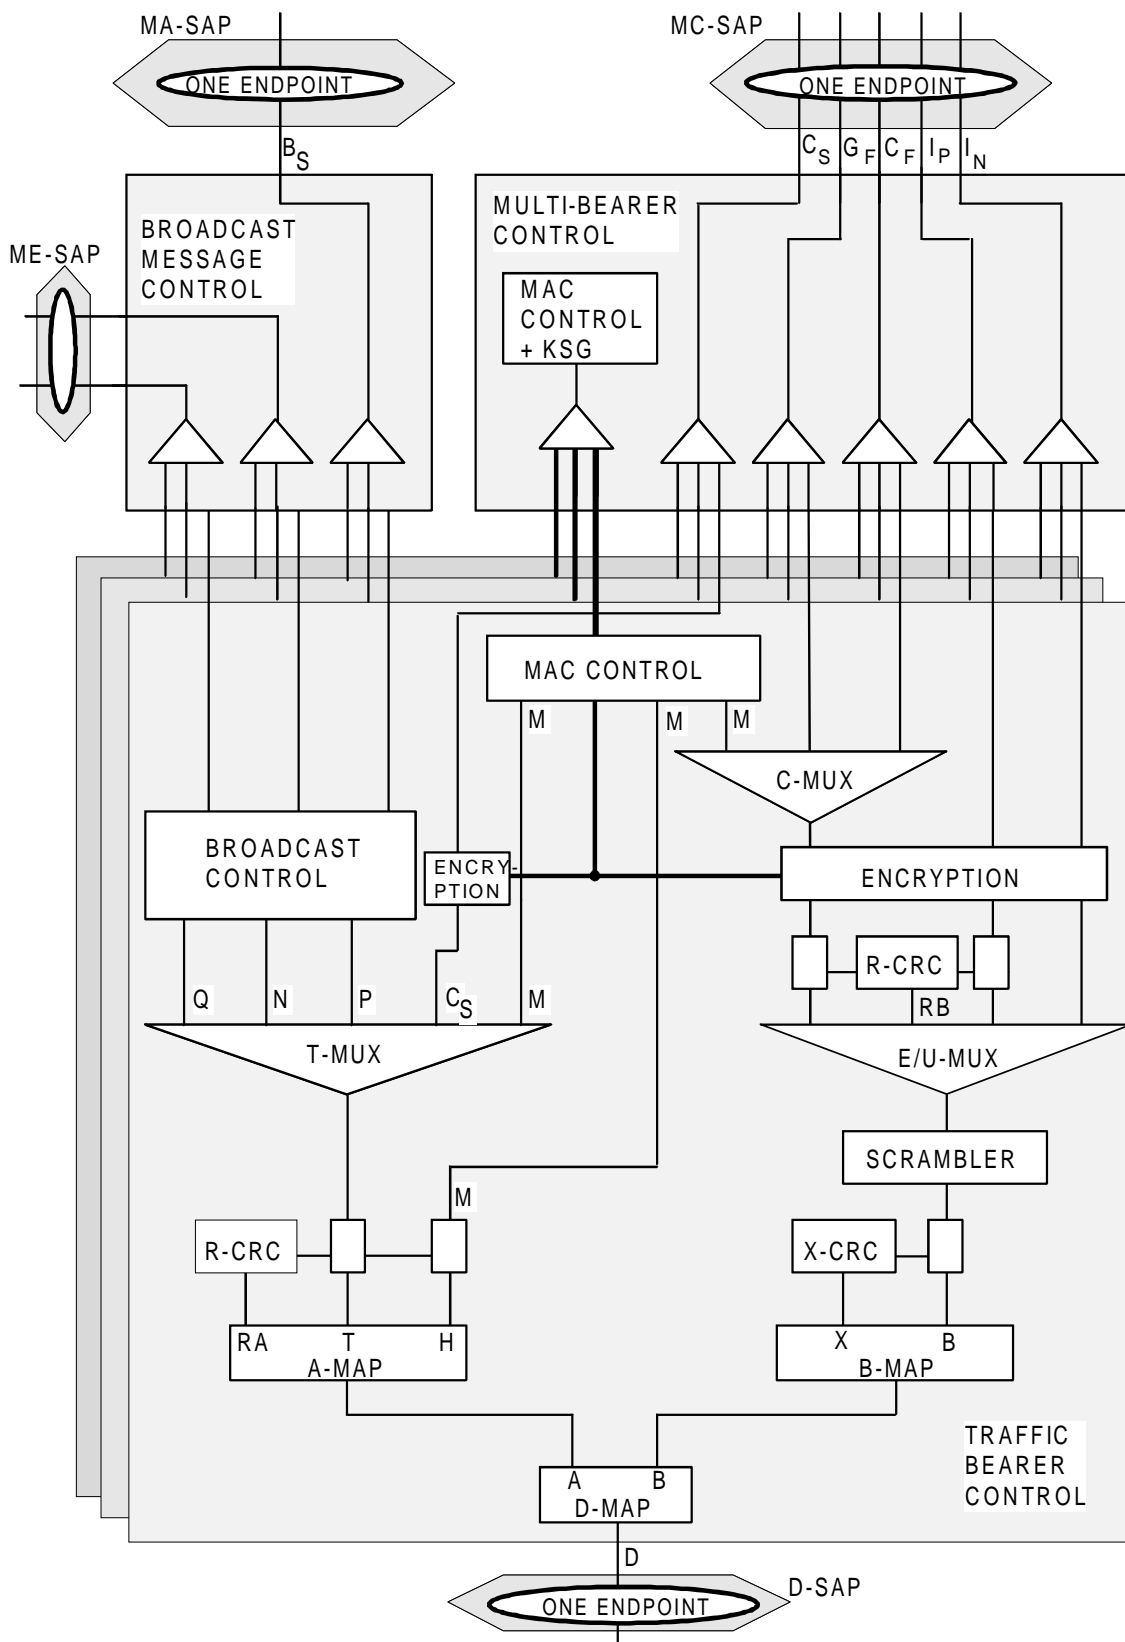 MA-SAP
MC-SAP
ONE ENDPOINT
ONE ENDPOINT
BS
CS GF CF IP IN
BROADCAST
MESSAGE
CONTROL
MULTI-BEARER
CONTROL
ME-SAP
MAC
CONTROL
+ KSG
MAC CONTROL
M
M
M
C-MUX
BROADCAST
CONTROL
ENCRY-
PTION
ENCRYPTION
R-CRC
Q
N
P
CS
M
RB
T-MUX
E/U-MUX
SCRAMBLER
M
R-CRC
X-CRC
RA
T
H
X
B
A-MAP
B-MAP
TRAFFIC
BEARER
CONTROL
A
B
D-MAP
D
D-SAP
ONE ENDPOINT